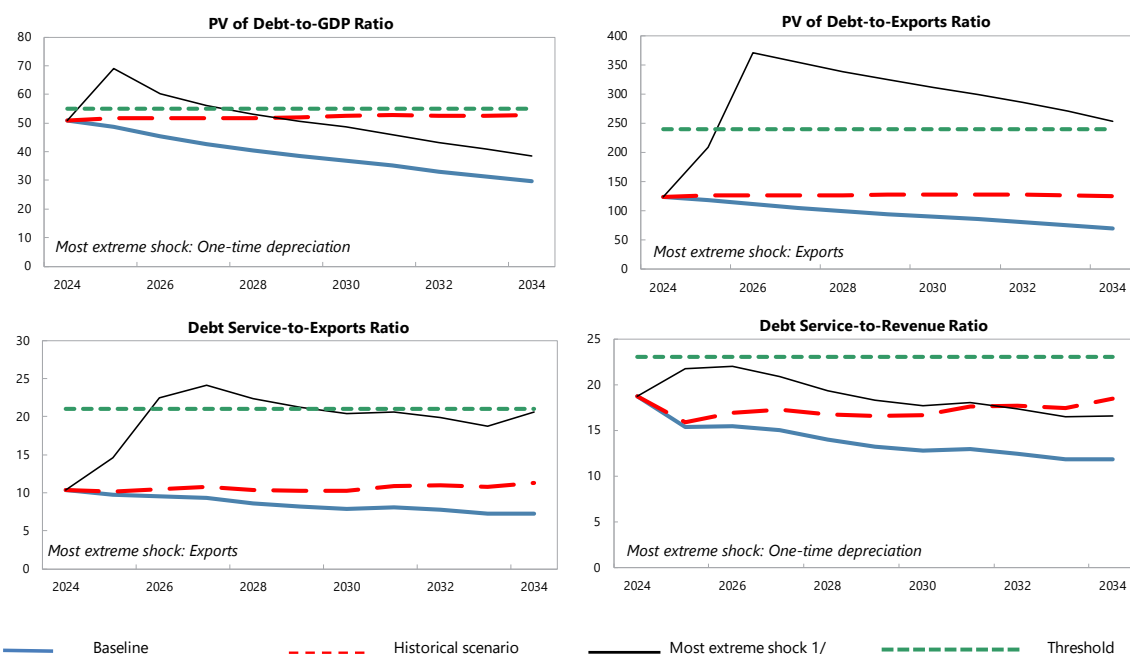 PV of Debt-to-GDP Ratio
80
70
60
50
40
30
20
10
0
Most extreme shock: One-time depreciation
2024 2026 2028 2030 2032 2034
PV of Debt-to-Exports Ratio
400
350
300
250
200
150
100
50
0
Most extreme shock: Exports
2024 2026 2028 2030 2032 2034
Debt Service-to-Exports Ratio
30
25
20
15
10
5
0
Most extreme shock: Exports
2024 2026 2028 2030 2032 2034
Debt Service-to-Revenue Ratio
25
20
15
10
5
0
Most extreme shock: One-time depreciation
2024 2026 2028 2030 2032 2034
Baseline Historical scenario Most extreme shock 1/ Threshold